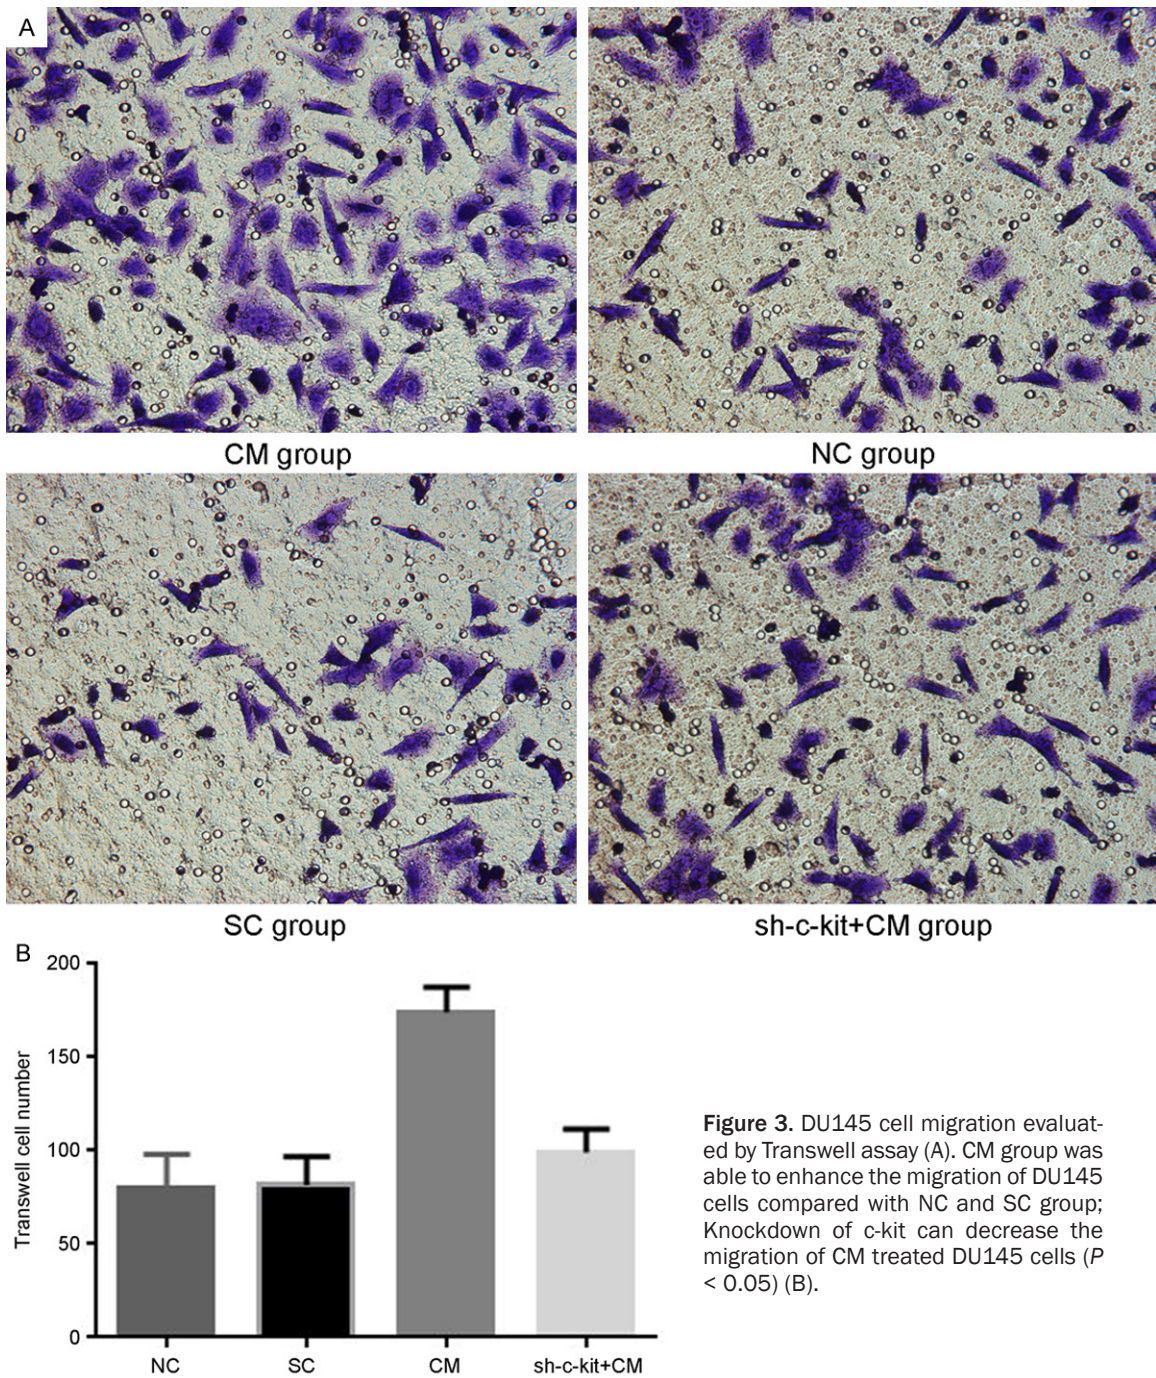 A
CM group
NC group
SC group
sh-c-kit+CM group
B
200
150
100
50
0
Transwell cell number
NC
SC
CM
sh-c-kit+CM
Figure 3. DU145 cell migration evaluat-
ed by Transwell assay (A). CM group was
able to enhance the migration of DU145
cells compared with NC and SC group;
Knockdown of c-kit can decrease the
migration of CM treated DU145 cells (P
< 0.05) (B).